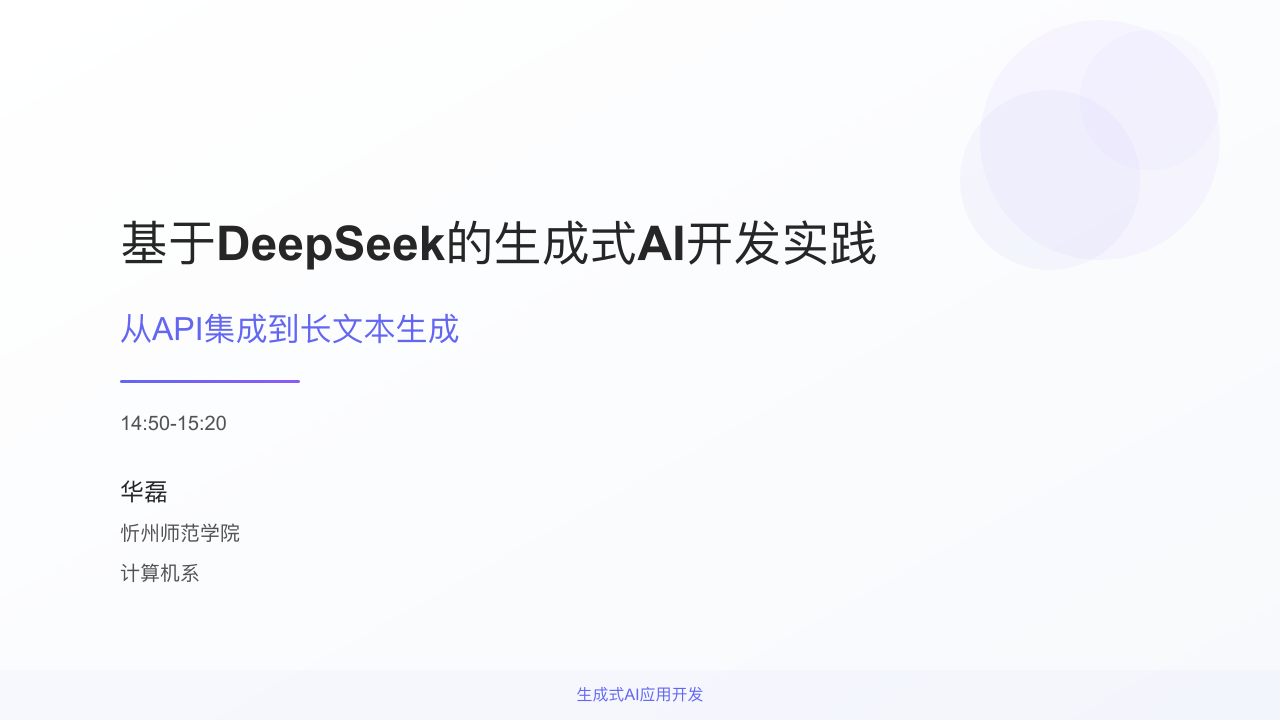 基于DeepSeek的生成式AI开发实践
从API集成到长文本生成
14:50-15:20
华磊
忻州师范学院
计算机系
生成式AI应用开发